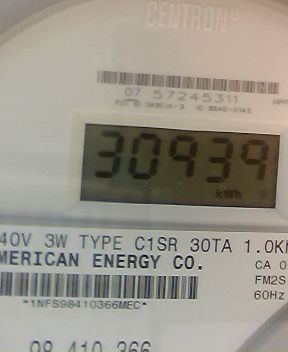 CENTRON®
07 57245311
30939
kWh
40V 3W TYPE C1SR 30TA 1.0K
MERICAN ENERGY CO.
CA 0
FM2S
60Hz
*1NFS98410366MEC*
98 410 366